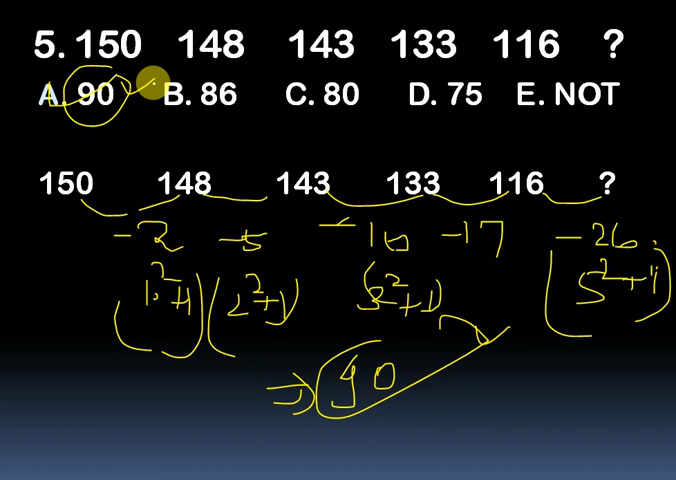 5. 150 148 143 133 116 ?
A. 90 B. 86 C. 80 D. 75 E. NOT
150 148 143 133 116 ?
-2 -5 -10 -17 -26
(1²+1) (2²+1) (3²+1) (5²+1)
⇒ 90